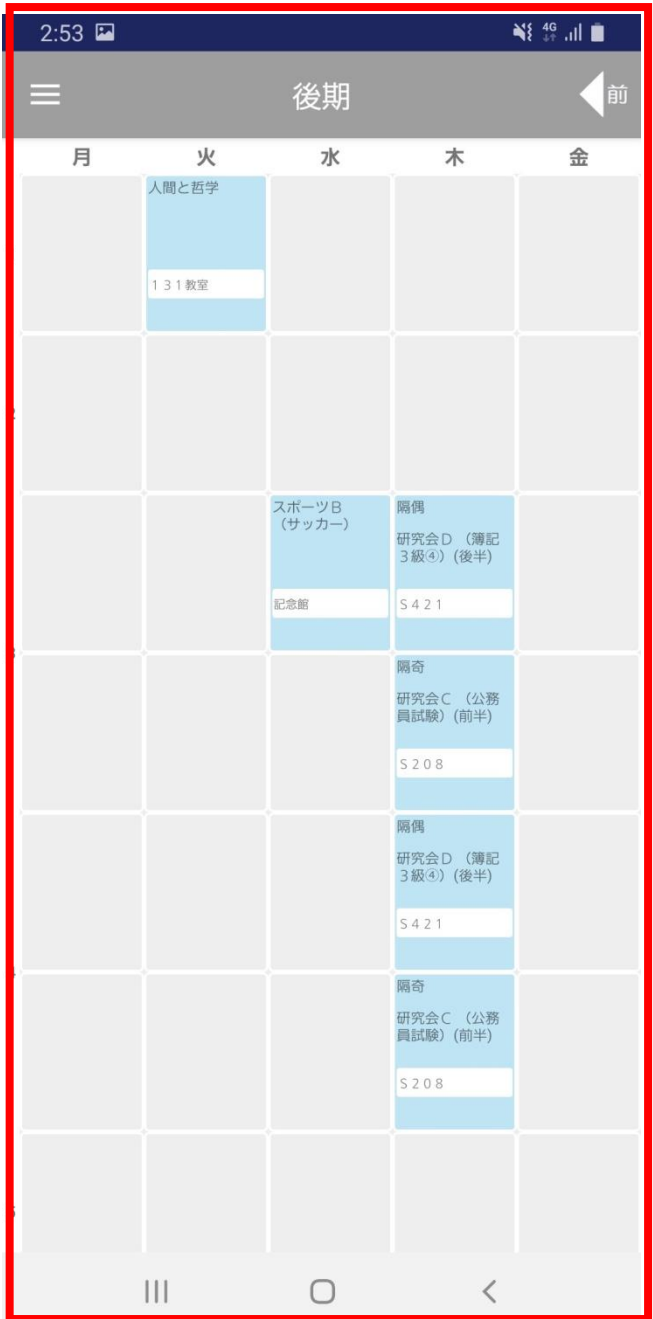 2:53
4G
後期
前
月 火 水 木 金
人間と哲学
１３１教室
2
スポーツＢ
（サッカー）
記念館
隔偶
研究会Ｄ （簿記
３級④）(後半)
Ｓ４２１
3
隔奇
研究会Ｃ （公務
員試験）(前半)
Ｓ２０８
隔偶
研究会Ｄ （簿記
３級④）(後半)
Ｓ４２１
隔奇
研究会Ｃ （公務
員試験）(前半)
Ｓ２０８
5